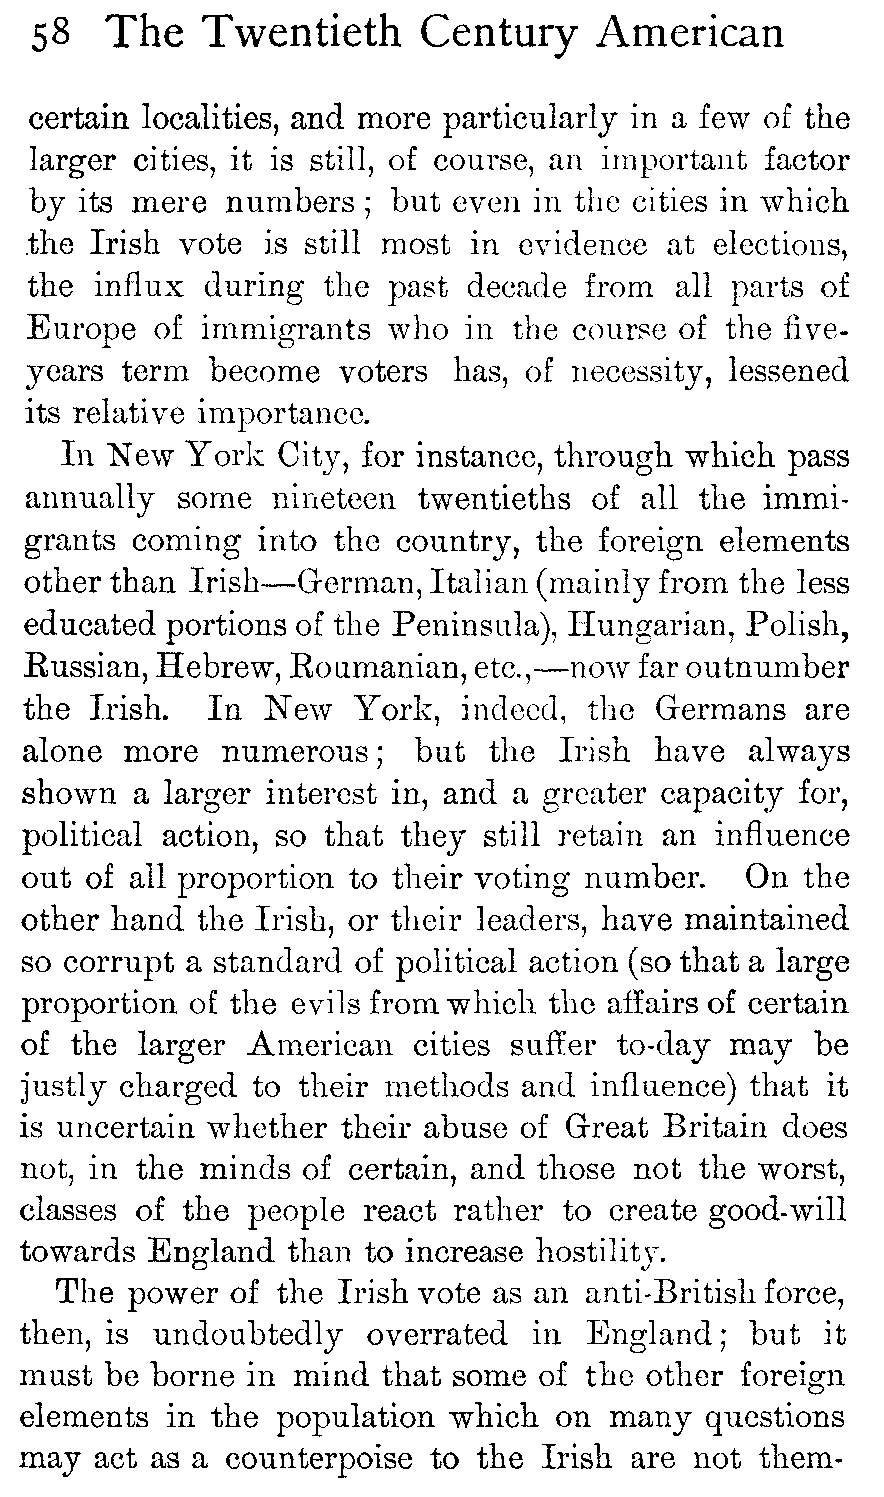 58 The Twentieth Century American
certain localities, and more particularly in a few of the
larger cities, it is still, of course, an important factor
by its mere numbers ; but even in the cities in which
the Irish vote is still most in evidence at elections,
the influx during the past decade from all parts of
Europe of immigrants who in the course of the five-
years term become voters has, of necessity, lessened
its relative importance.
In New York City, for instance, through which pass
annually some nineteen twentieths of all the immi-
grants coming into the country, the foreign elements
other than Irish—German, Italian (mainly from the less
educated portions of the Peninsula), Hungarian, Polish,
Russian, Hebrew, Roumanian, etc.,—now far outnumber
the Irish. In New York, indeed, the Germans are
alone more numerous ; but the Irish have always
shown a larger interest in, and a greater capacity for,
political action, so that they still retain an influence
out of all proportion to their voting number. On the
other hand the Irish, or their leaders, have maintained
so corrupt a standard of political action (so that a large
proportion of the evils from which the affairs of certain
of the larger American cities suffer to-day may be
justly charged to their methods and influence) that it
is uncertain whether their abuse of Great Britain does
not, in the minds of certain, and those not the worst,
classes of the people react rather to create good-will
towards England than to increase hostility.
The power of the Irish vote as an anti-British force,
then, is undoubtedly overrated in England ; but it
must be borne in mind that some of the other foreign
elements in the population which on many questions
may act as a counterpoise to the Irish are not them-